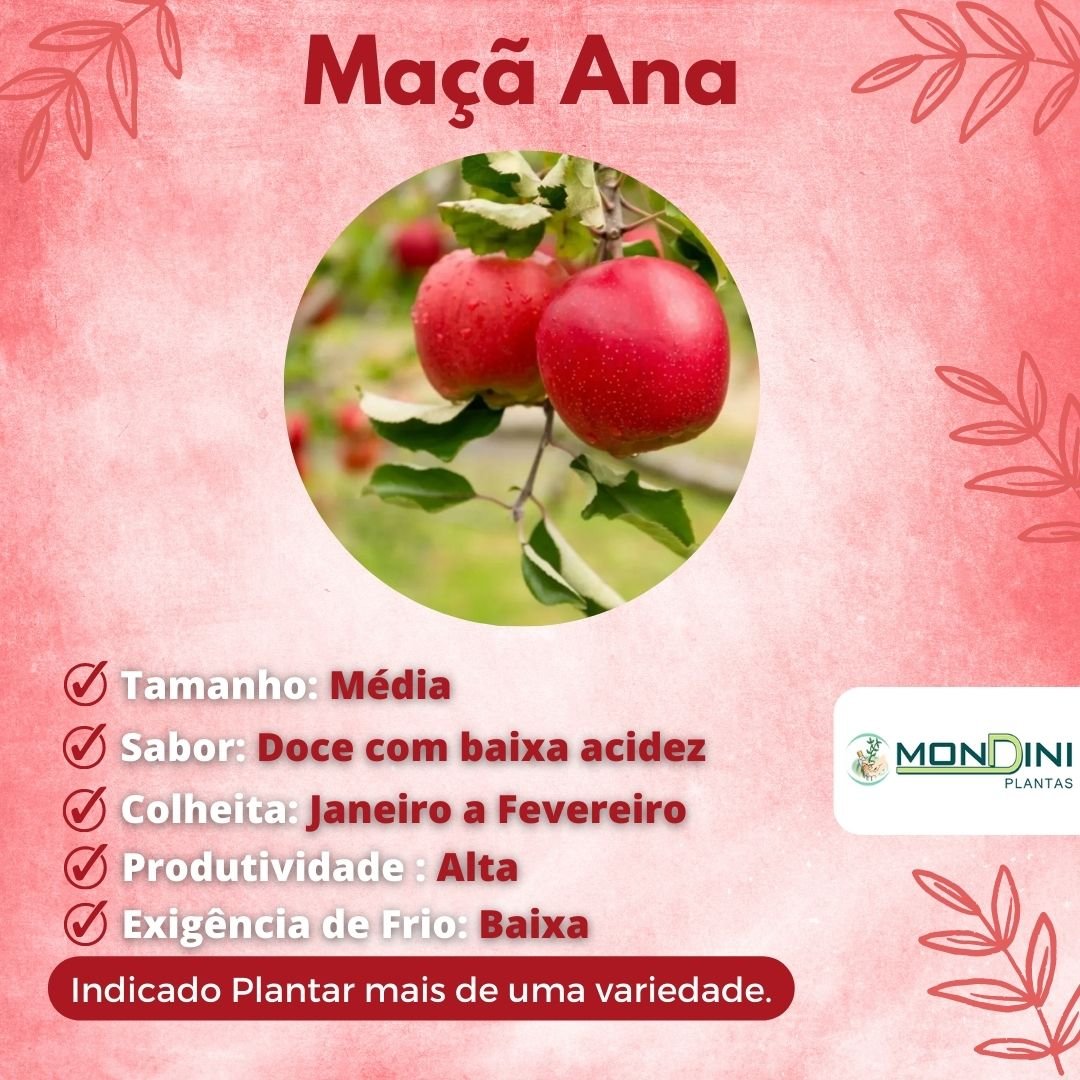 Maçã Ana
Tamanho: Média
Sabor: Doce com baixa acidez
Colheita: Janeiro a Fevereiro
Produtividade : Alta
Exigência de Frio: Baixa
Indicado Plantar mais de uma variedade.
MONDINI
PLANTAS